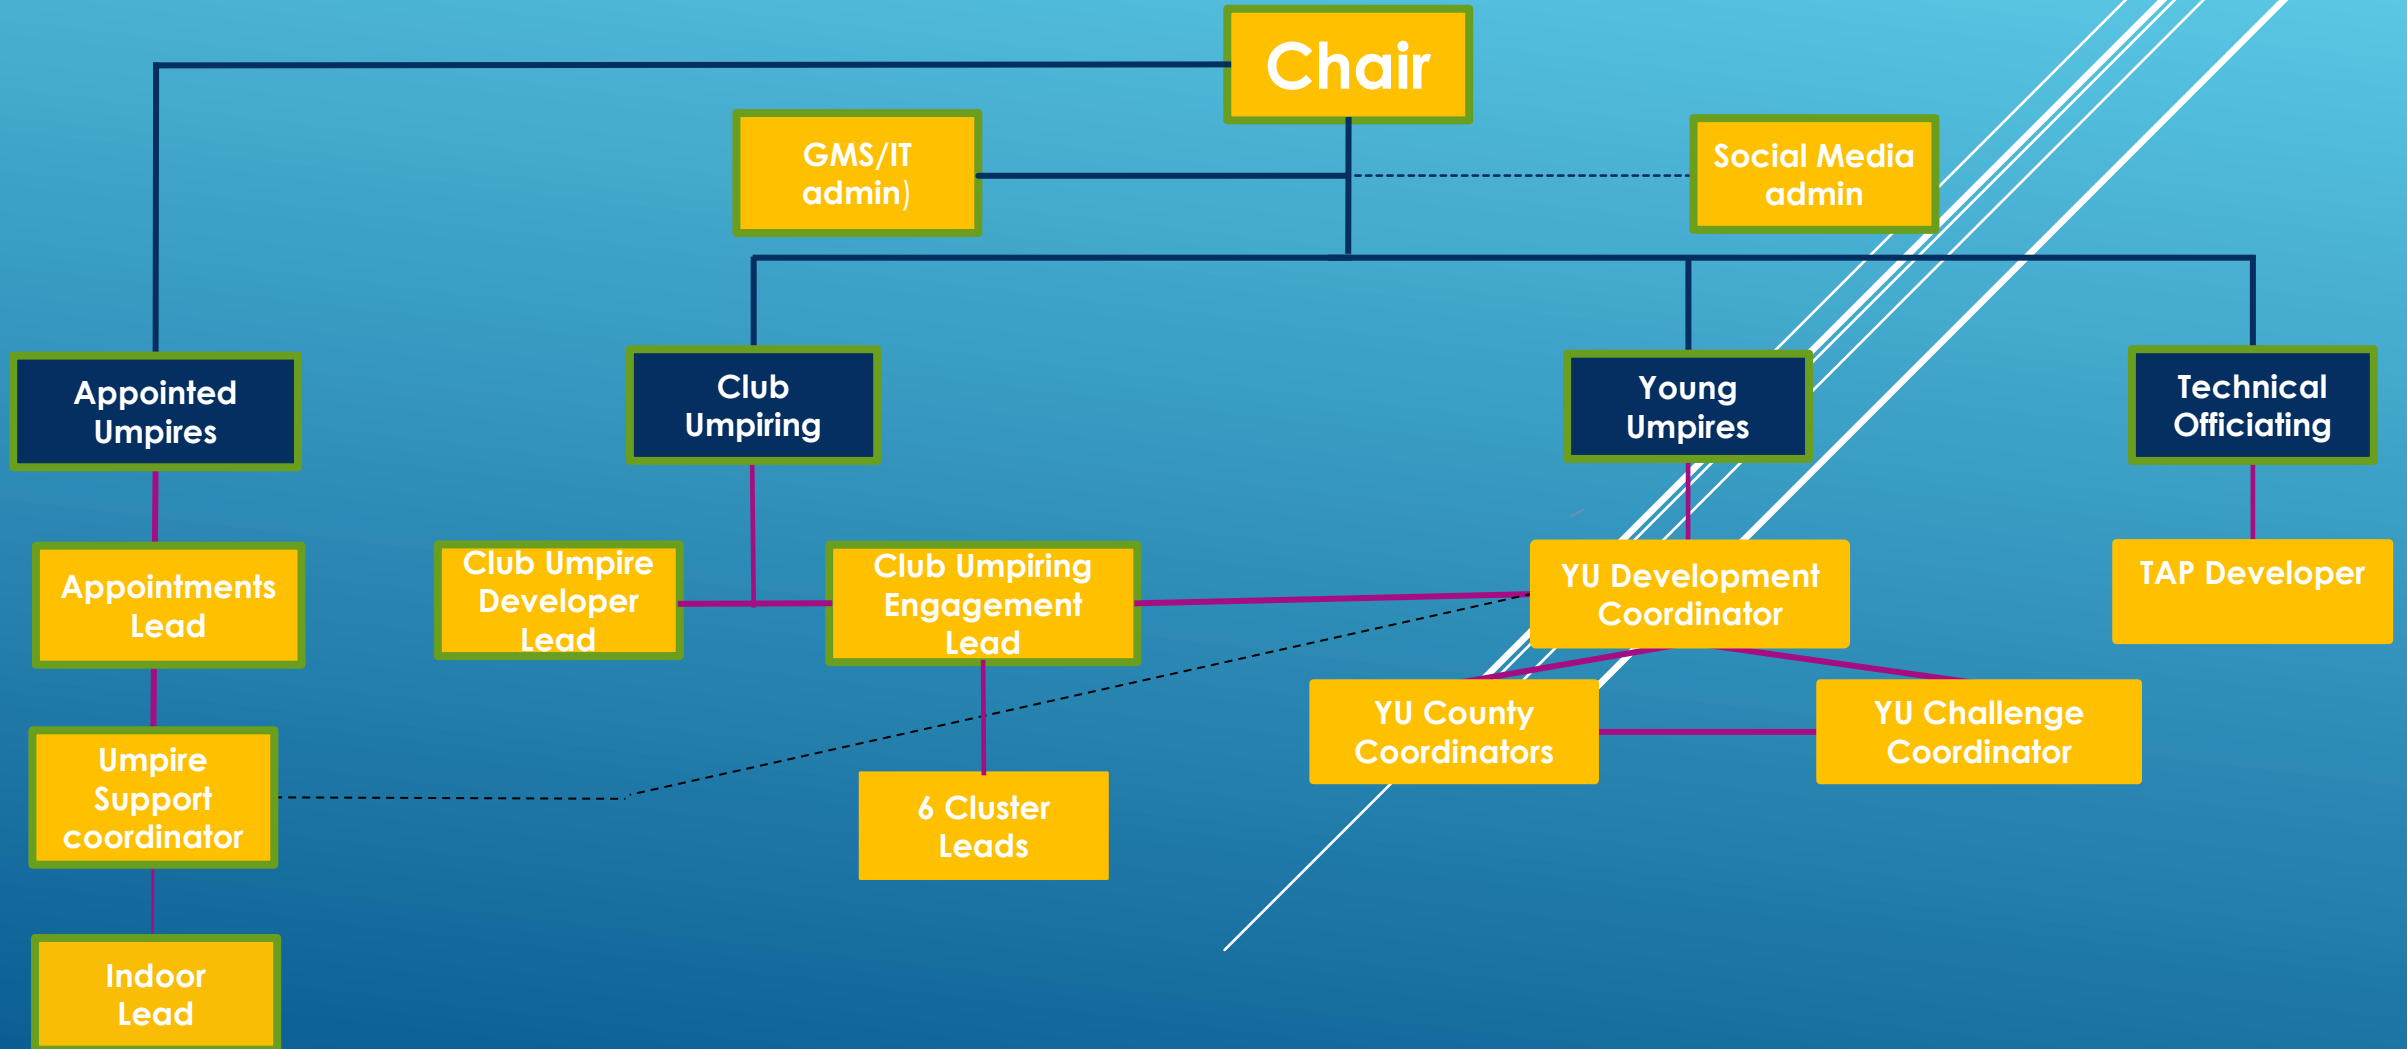 Chair
GMS/IT
admin)
Social Media
admin
Appointed
Umpires
Club
Umpiring
Young
Umpires
Technical
Officiating
Appointments
Lead
Club Umpire
Developer
Lead
Club Umpiring
Engagement
Lead
YU Development
Coordinator
TAP Developer
Umpire
Support
coordinator
6 Cluster
Leads
YU County
Coordinators
YU Challenge
Coordinator
Indoor
Lead